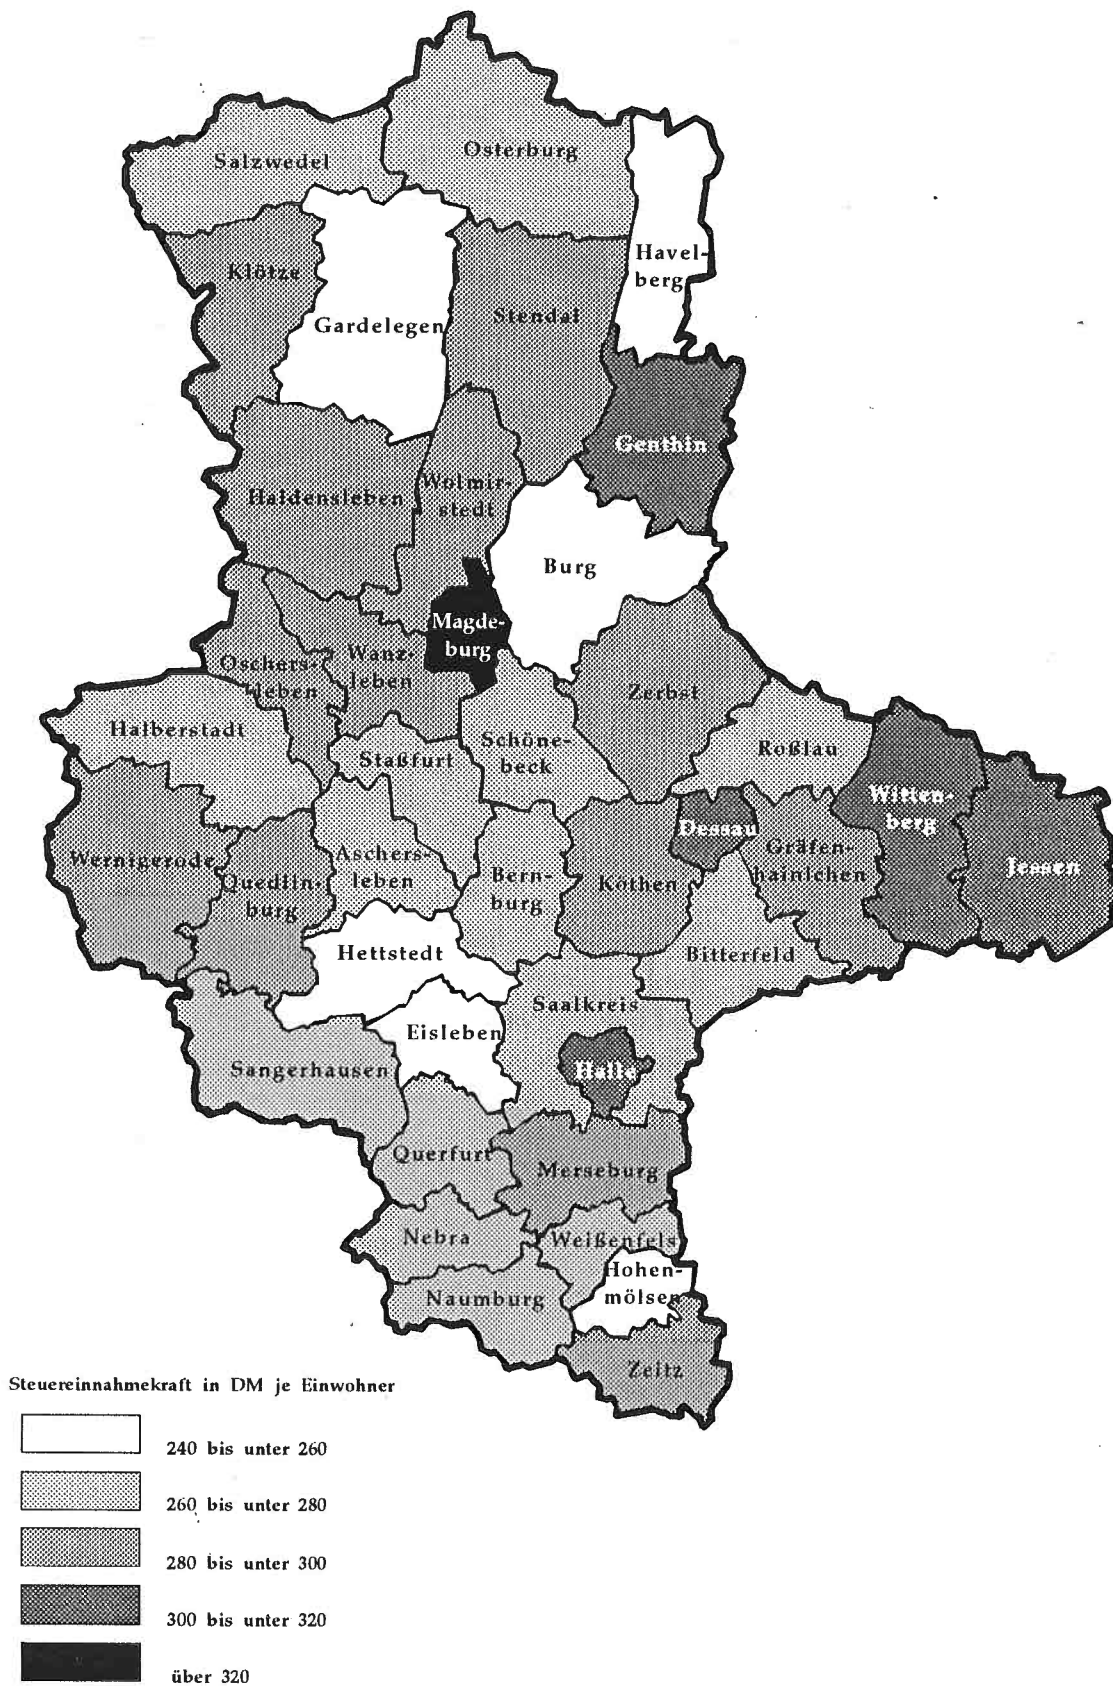 Osterburg
Salzwedel
Havel-
berg
Klötze
Gardelegen
Stendal
Genthin
Wolmir-
stedt
Haldensleben
Burg
Magde-
burg
Wanz-
leben
Oschers-
leben
Zerbst
Halberstadt
Schöne-
beck
Staßfurt
Roßlau
Witten-
berg
Dessau
Gräfen-
hainichen
Jessen
Wernigerode
Quedlin-
burg
Aschers-
leben
Bern-
burg
Köthen
Hettstedt
Bitterfeld
Saalkreis
Eisleben
Halle
Sangerhausen
Querfurt
Merseburg
Nebra
Weißenfels
Hohen-
mölsen
Naumburg
Zeitz
Steuereinnahmekraft in DM je Einwohner
240 bis unter 260
260 bis unter 280
280 bis unter 300
300 bis unter 320
über 320